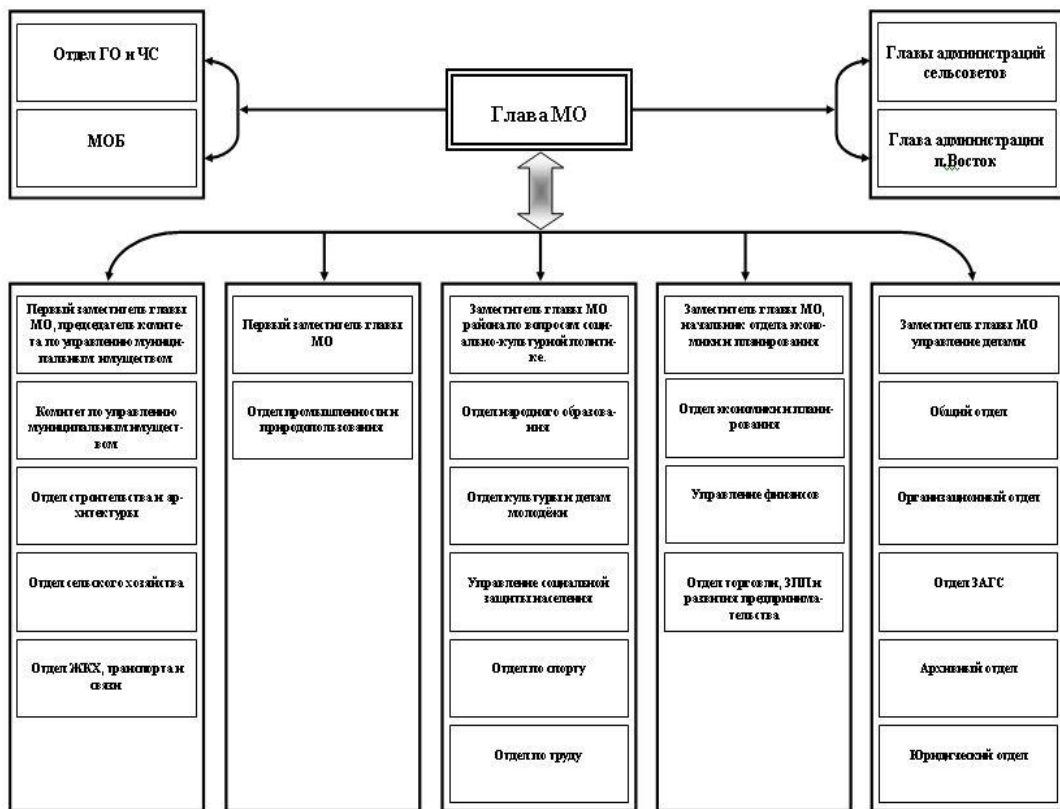 Отдел ГО и ЧС
МОБ
Глава МО
Главы администраций
сельсоветов
Глава администрации
п.Восток
Первый заместитель главы
МО, председатель комите-
та по управлению муници-
пальным имуществом
Комитет по управлению
муниципальным имущест-
вом
Отдел строительства и ар-
хитектуры
Отдел сельского хозяйства
Отдел ЖКХ, транспорта и
связи
Первый заместитель главы
МО
Отдел промышленности и
природопользования
Заместитель главы МО
района по вопросам соци-
ально-культурной полити-
ке.
Отдел народного образова-
ния
Отдел культуры и делам
молодёжи
Управление социальной
защиты населения
Отдел по спорту
Отдел по труду
Заместитель главы МО,
начальник отдела эконо-
мики и планирования
Отдел экономики и плани-
рования
Управление финансов
Отдел торговли, ЗПП и
развития предпринима-
тельства
Заместитель главы МО
управление делами
Общий отдел
Организационный отдел
Отдел ЗАГС
Архивный отдел
Юридический отдел